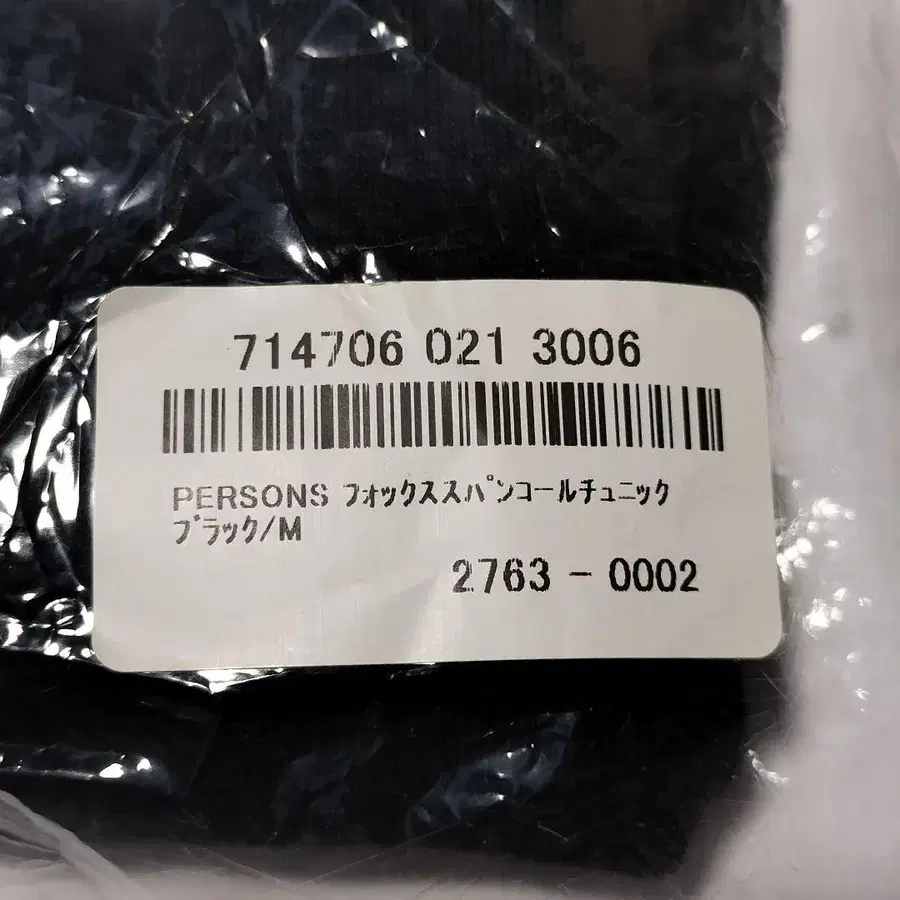 714706 021 3006
PERSONS ﾌｫｯｸｽｽﾊﾟﾝｺｰﾙﾁｭﾆｯｸ
ﾌﾞﾗｯｸ/M
2763 - 0002